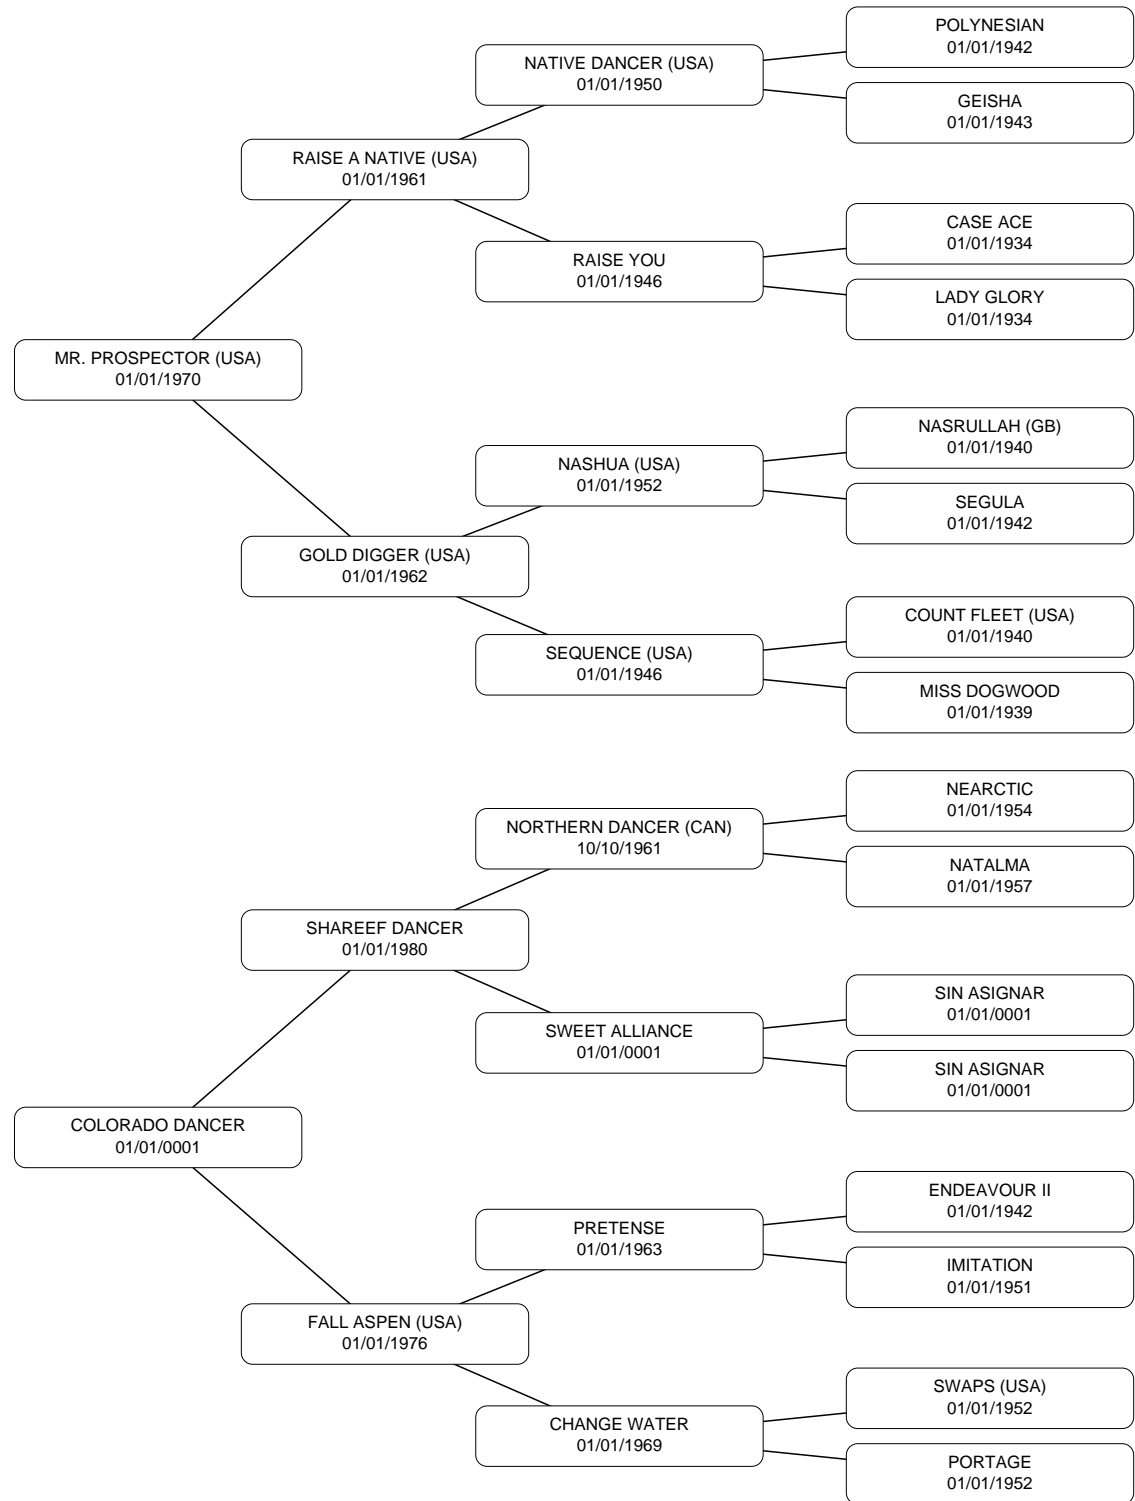 POLYNESIAN
01/01/1942
NATIVE DANCER (USA)
01/01/1950
GEISHA
01/01/1943
RAISE A NATIVE (USA)
01/01/1961
CASE ACE
01/01/1934
RAISE YOU
01/01/1946
LADY GLORY
01/01/1934
MR. PROSPECTOR (USA)
01/01/1970
NASRULLAH (GB)
01/01/1940
NASHUA (USA)
01/01/1952
SEGULA
01/01/1942
GOLD DIGGER (USA)
01/01/1962
COUNT FLEET (USA)
01/01/1940
SEQUENCE (USA)
01/01/1946
MISS DOGWOOD
01/01/1939
NEARCTIC
01/01/1954
NORTHERN DANCER (CAN)
10/10/1961
NATALMA
01/01/1957
SHAREEF DANCER
01/01/1980
SIN ASIGNAR
01/01/0001
SWEET ALLIANCE
01/01/0001
SIN ASIGNAR
01/01/0001
COLORADO DANCER
01/01/0001
ENDEAVOUR II
01/01/1942
PRETENSE
01/01/1963
IMITATION
01/01/1951
FALL ASPEN (USA)
01/01/1976
SWAPS (USA)
01/01/1952
CHANGE WATER
01/01/1969
PORTAGE
01/01/1952